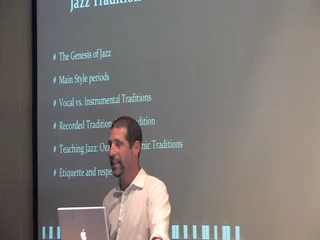 Jazz Tradition
# The Genesis of Jazz
# Main Style periods
# Vocal vs. Instrumental Traditions
# Recorded Tradition
# Teaching Jazz: Traditions
# Etiquette and